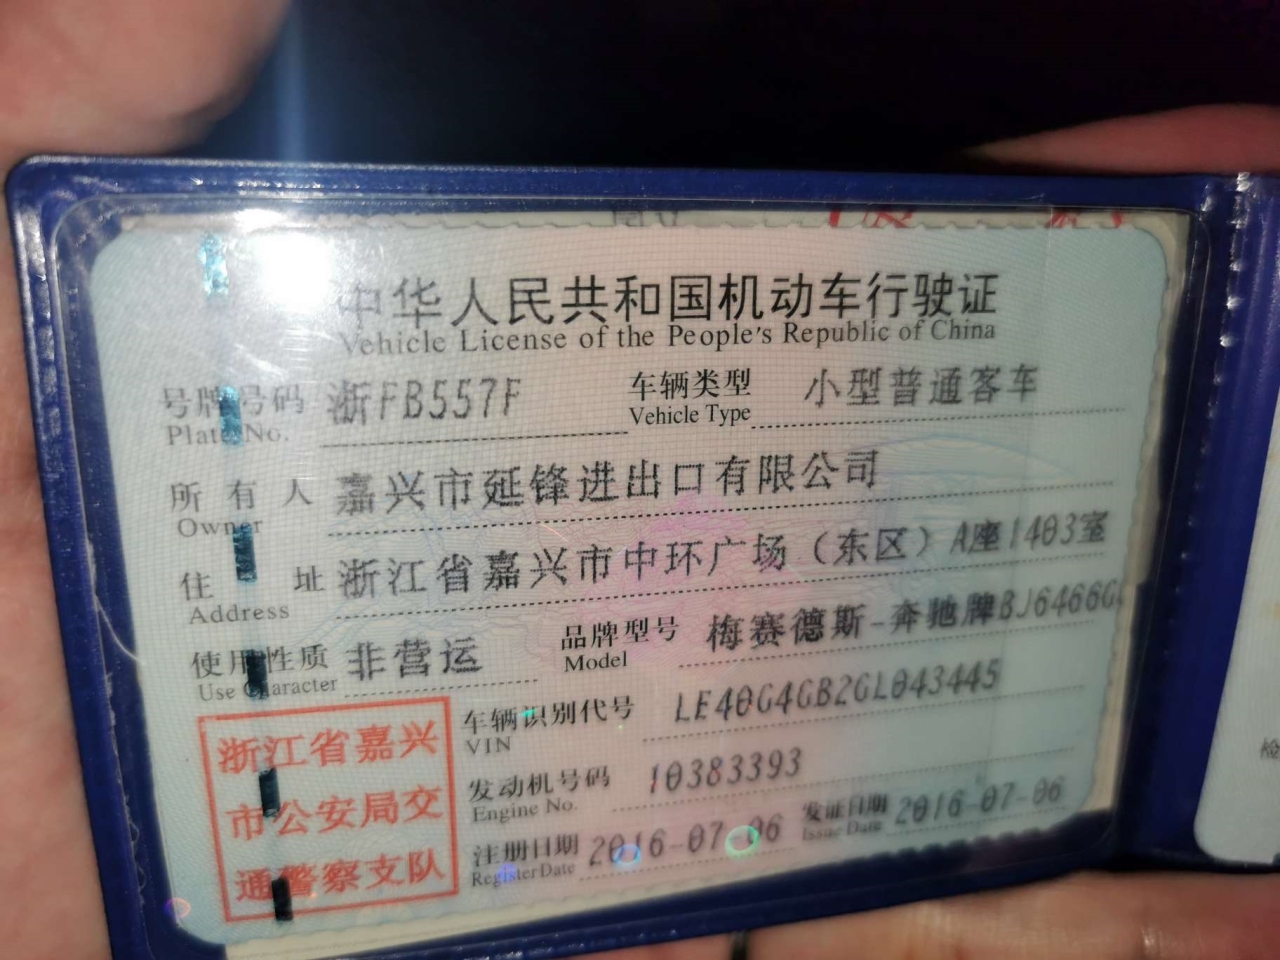 中华人民共和国机动车行驶证
Vehicle License of the People's Republic of China
号牌号码 浙FB557F 车辆类型 小型普通客车
Plate No. Vehicle Type
所有人 嘉兴市延锋进出口有限公司
Owner
住址 浙江省嘉兴市中环广场（东区）A座1403室
Address
使用性质 非营运 品牌型号 梅赛德斯-奔驰牌BJ6466G
Use Character Model
浙江省嘉兴
市公安局交
通警察支队
车辆识别代号 LE40G4GB2GL043445
VIN
发动机号码 10383393
Engine No.
注册日期 2016-07-06 发证日期 2016-07-06
Register Date Issue Date
检